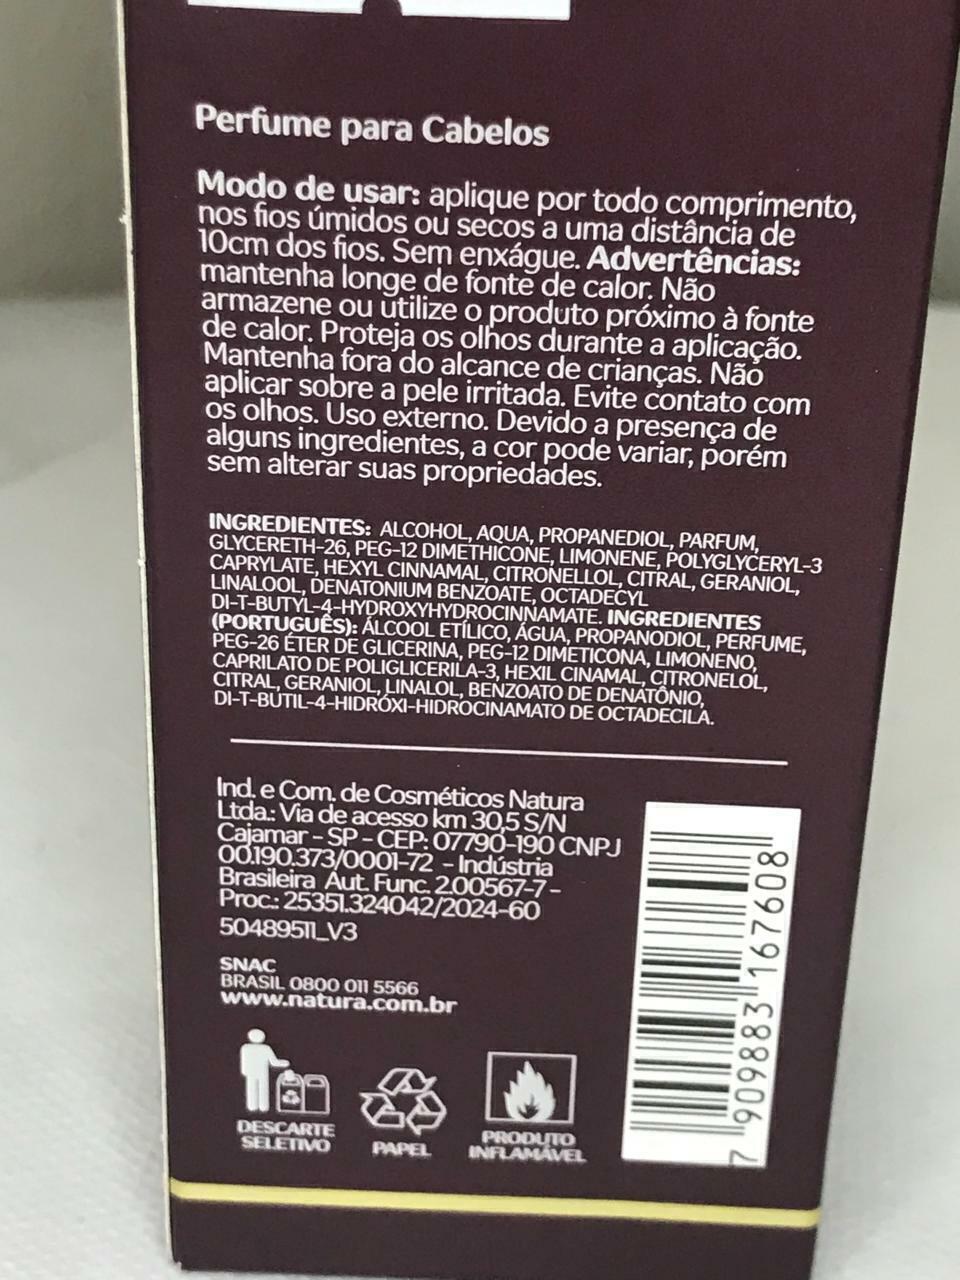 Perfume para Cabelos
Modo de usar: aplique por todo comprimento,
nos fios úmidos ou secos a uma distância de
10cm dos fios. Sem enxágue. Advertências:
mantenha longe de fonte de calor. Não
armazene ou utilize o produto próximo à fonte
de calor. Proteja os olhos durante a aplicação.
Mantenha fora do alcance de crianças. Não
aplicar sobre a pele irritada. Evite contato com
os olhos. Uso externo. Devido a presença de
alguns ingredientes, a cor pode variar, porém
sem alterar suas propriedades.
INGREDIENTES: ALCOHOL, AQUA, PROPANEDIOL, PARFUM,
GLYCERETH-26, PEG-12 DIMETHICONE, LIMONENE, POLYGLYCERYL-3
CAPRYLATE, HEXYL CINNAMAL, CITRONELLOL, CITRAL, GERANIOL,
LINALOOL, DENATONIUM BENZOATE, OCTADECYL
DI-T-BUTYL-4-HYDROXYHYDROCINNAMATE. INGREDIENTES
(PORTUGUÊS): ÁLCOOL ETÍLICO, ÁGUA, PROPANODIOL, PERFUME,
PEG-26 ÉTER DE GLICERINA, PEG-12 DIMETICONA, LIMONENO,
CAPRILATO DE POLIGLICERILA-3, HEXIL CINAMAL, CITRONELOL,
CITRAL, GERANIOL, LINALOL, BENZOATO DE DENATÔNIO,
DI-T-BUTIL-4-HIDRÓXI-HIDROCINAMATO DE OCTADECILA.
Ind. e Com. de Cosméticos Natura
Ltda.: Via de acesso km 30,5 S/N
Cajamar - SP - CEP: 07790-190 CNPJ
00.190.373/0001-72 - Indústria
Brasileira Aut. Func. 2.00567-7 -
Proc.: 25351.324042/2024-60
50489511_V3
SNAC
BRASIL 0800 011 5566
www.natura.com.br
DESCARTE
SELETIVO
PAPEL
PRODUTO
INFLAMÁVEL
7 909883 167608